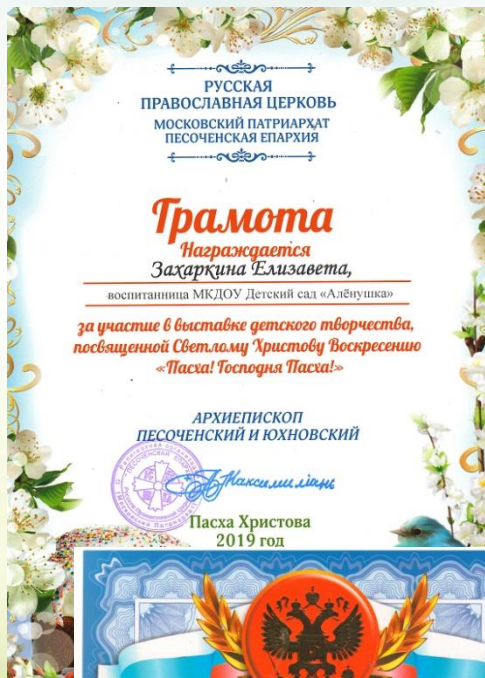 РУССКАЯ
ПРАВОСЛАВНАЯ ЦЕРКОВЬ
МОСКОВСКИЙ ПАТРИАРХАТ
ПЕСОЧЕНСКАЯ ЕПАРХИЯ
Грамота
Награждается
Захаркина Елизавета,
воспитанница МКДОУ Детский сад «Алёнушка»
за участие в выставке детского творчества,
посвященной Светлому Христову Воскресению
«Пасха! Господня Пасха!»
АРХИЕПИСКОП
ПЕСОЧЕНСКИЙ И ЮХНОВСКИЙ
Пасха Христова
2019 год